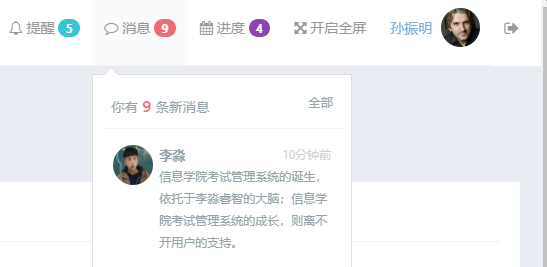 提醒 5 消息 9 进度 4 开启全屏 孙振明
你有 9 条新消息 全部
李淼 10分钟前
信息学院考试管理系统的诞生，
依托于李淼睿智的大脑；信息学
院考试管理系统的成长，则离不
开用户的支持。